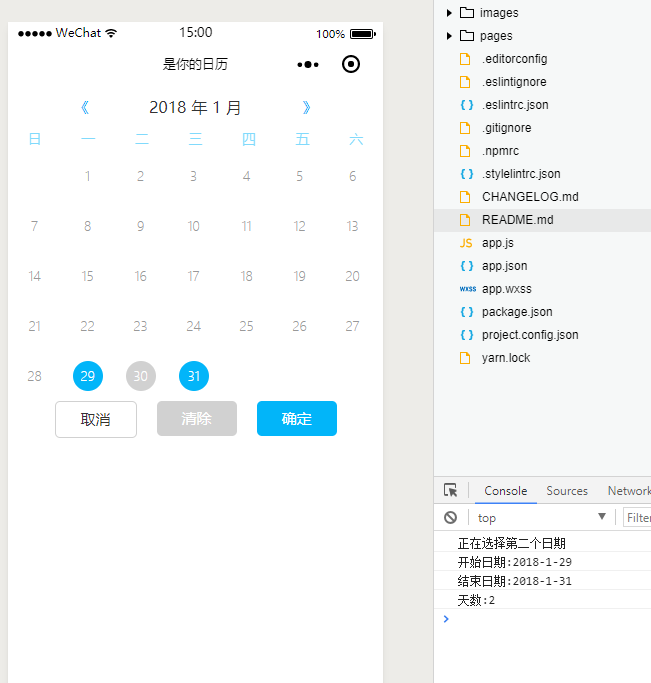 WeChat 15:00 100%
是你的日历
《 2018 年 1 月 》
日 一 二 三 四 五 六
1 2 3 4 5 6
7 8 9 10 11 12 13
14 15 16 17 18 19 20
21 22 23 24 25 26 27
28 29 30 31
取消 清除 确定
images
pages
.editorconfig
.eslintignore
{ } .eslintrc.json
.gitignore
.npmrc
{ } .stylelintrc.json
CHANGELOG.md
README.md
JS app.js
{ } app.json
wxss app.wxss
{ } package.json
{ } project.config.json
yarn.lock
Console Sources Network
top Filter
正在选择第二个日期
开始日期:2018-1-29
结束日期:2018-1-31
天数:2
>